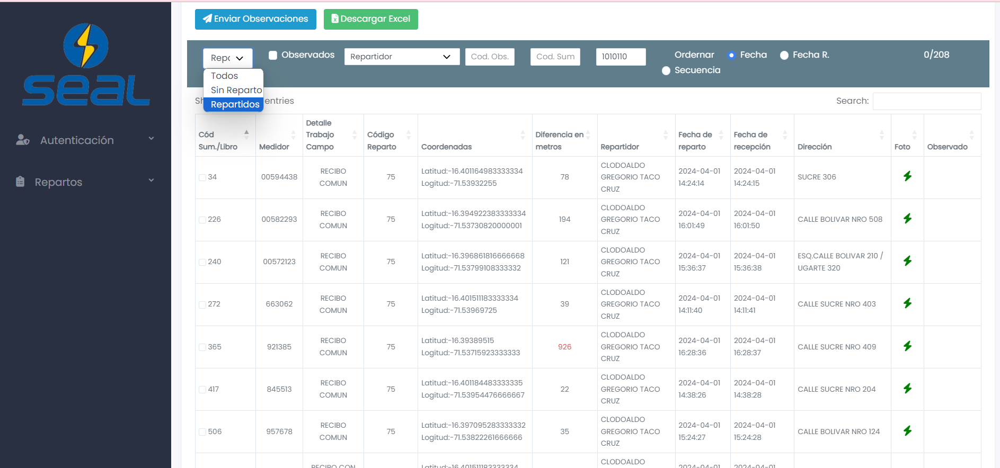 seal
Autenticación
Repartos
Enviar Observaciones
Descargar Excel
Repa
Todos
Sin Reparto
Repartidos
Observados
Repartidor
Cod. Obs.
Cod. Sum
1010110
Ordernar
Fecha
Fecha R.
Secuencia
0/208
entries
Search:
Cód Sum./Libro
Medidor
Detalle Trabajo Campo
Código Reparto
Coordenadas
Diferencia en metros
Repartidor
Fecha de reparto
Fecha de recepción
Dirección
Foto
Observado
34
00594438
RECIBO COMUN
75
Latitud:-16.401164983333334
Logitud:-71.53932255
78
CLODOALDO GREGORIO TACO CRUZ
2024-04-01 14:24:14
2024-04-01 14:24:15
SUCRE 306
226
00582293
RECIBO COMUN
75
Latitud:-16.394922383333334
Logitud:-71.53730820000001
194
CLODOALDO GREGORIO TACO CRUZ
2024-04-01 16:01:49
2024-04-01 16:01:50
CALLE BOLIVAR NRO 508
240
00572123
RECIBO COMUN
75
Latitud:-16.396861816666668
Logitud:-71.53799108333332
121
CLODOALDO GREGORIO TACO CRUZ
2024-04-01 15:36:37
2024-04-01 15:36:38
ESQ.CALLE BOLIVAR 210 / UGARTE 320
272
663062
RECIBO COMUN
75
Latitud:-16.401511183333334
Logitud:-71.53969725
39
CLODOALDO GREGORIO TACO CRUZ
2024-04-01 14:11:40
2024-04-01 14:11:41
CALLE SUCRE NRO 403
365
921385
RECIBO COMUN
75
Latitud:-16.39389515
Logitud:-71.53715923333333
926
CLODOALDO GREGORIO TACO CRUZ
2024-04-01 16:28:36
2024-04-01 16:28:37
CALLE SUCRE NRO 409
417
845513
RECIBO COMUN
75
Latitud:-16.401184483333335
Logitud:-71.53954476666667
22
CLODOALDO GREGORIO TACO CRUZ
2024-04-01 14:38:26
2024-04-01 14:38:28
CALLE SUCRE NRO 204
506
957678
RECIBO COMUN
75
Latitud:-16.397095283333332
Logitud:-71.53822261666666
35
CLODOALDO GREGORIO TACO CRUZ
2024-04-01 15:24:27
2024-04-01 15:24:28
CALLE BOLIVAR NRO 124
RECIBO CON
Latitud:-16.401511183333334
CLODOALDO
2024-04-01
2024-04-01